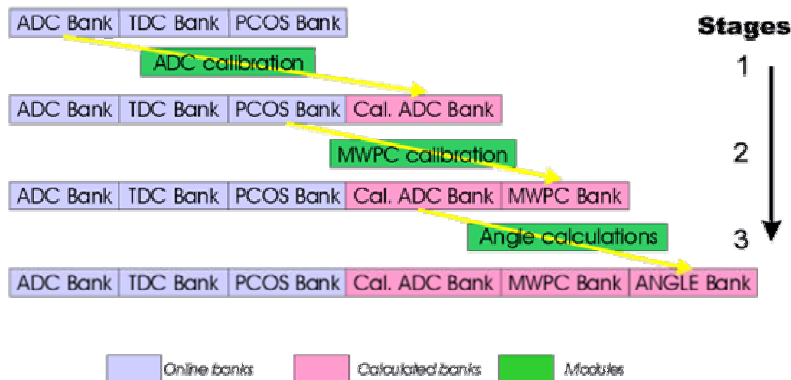 ADC Bank TDC Bank PCOS Bank
Stages
ADC calibration
1
ADC Bank TDC Bank PCOS Bank Cal. ADC Bank
MWPC calibration
2
ADC Bank TDC Bank PCOS Bank Cal. ADC Bank MWPC Bank
Angle calculations
3
ADC Bank TDC Bank PCOS Bank Cal. ADC Bank MWPC Bank ANGLE Bank
Online banks Calculated banks Modules